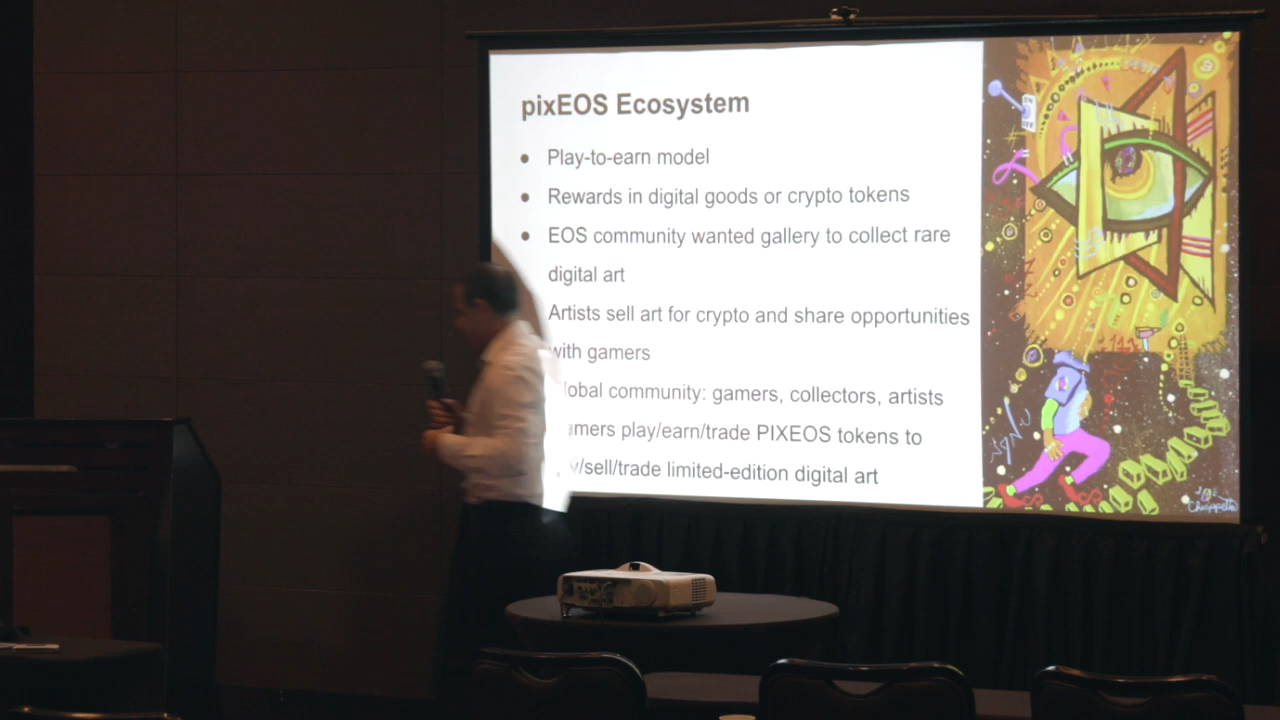 pixEOS Ecosystem
• Play-to-earn model
• Rewards in digital goods or crypto tokens
• EOS community wanted gallery to collect rare
digital art
Artists sell art for crypto and share opportunities
with gamers
lobal community: gamers, collectors, artists
amers play/earn/trade PIXEOS tokens to
y/sell/trade limited-edition digital art